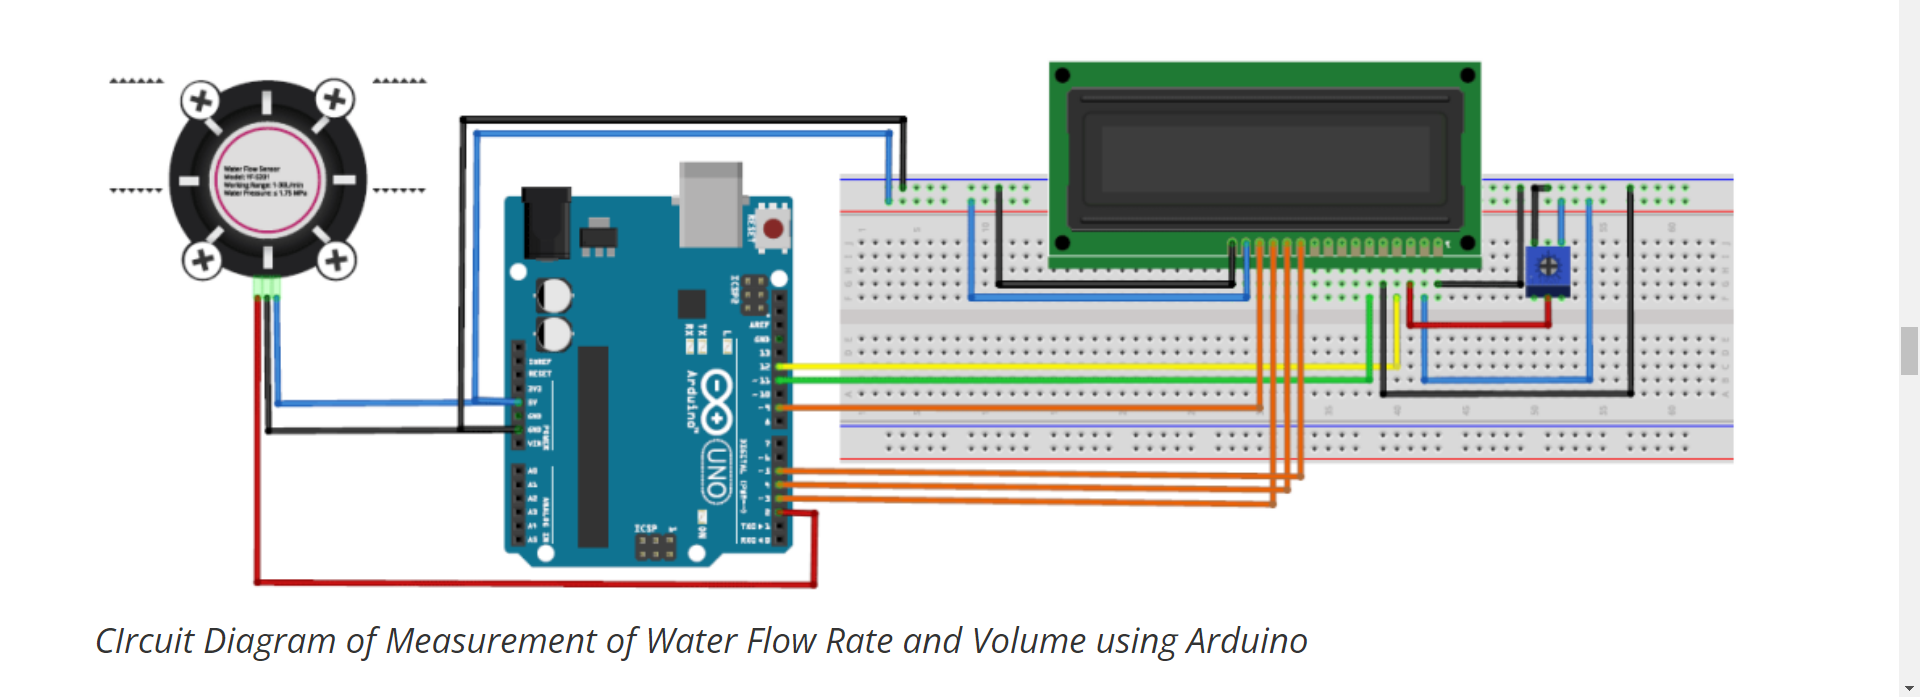 Water Flow Sensor
Model: YF-S201
Working Range: 1-30L/min
Water Pressure: ≤ 1.75 MPa
RESET
ICSP2
AREF
GND
13
12
~11
~10
~9
8
7
~6
~5
4
~3
2
TX0▶1
RX0◀0
RX
TX
L
IOREF
RESET
3V3
5V
GND
GND
VIN
POWER
A0
A1
A2
A3
A4
A5
ANALOG IN
Arduino™
UNO
DIGITAL (PWM~)
ICSP
ON
CIrcuit Diagram of Measurement of Water Flow Rate and Volume using Arduino